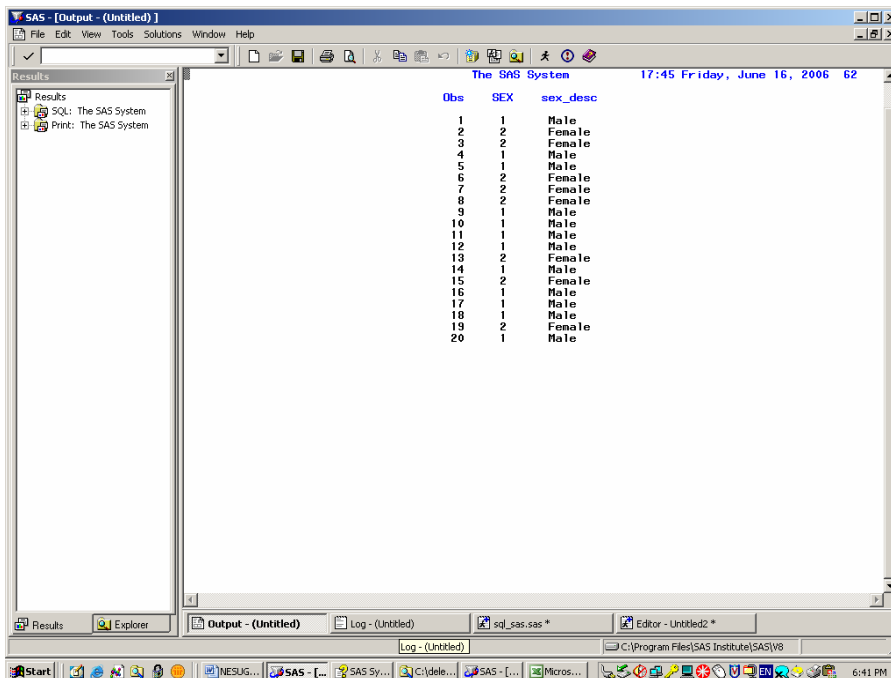 SAS - [Output - (Untitled) ]
File Edit View Tools Solutions Window Help
Results
The SAS System 17:45 Friday, June 16, 2006 62
Results
SQL: The SAS System
Print: The SAS System
Obs SEX sex_desc
1 1 Male
2 2 Female
3 2 Female
4 1 Male
5 1 Male
6 2 Female
7 2 Female
8 2 Female
9 1 Male
10 1 Male
11 1 Male
12 1 Male
13 2 Female
14 1 Male
15 2 Female
16 1 Male
17 1 Male
18 1 Male
19 2 Female
20 1 Male
Results Explorer Output - (Untitled) Log - (Untitled) sql_sas.sas * Editor - Untitled2 *
Log - (Untitled) C:\Program Files\SAS Institute\SAS\V8
Start NESUG... SAS - [... SAS Sy... C:\dele... SAS - [... Micros... EN 6:41 PM